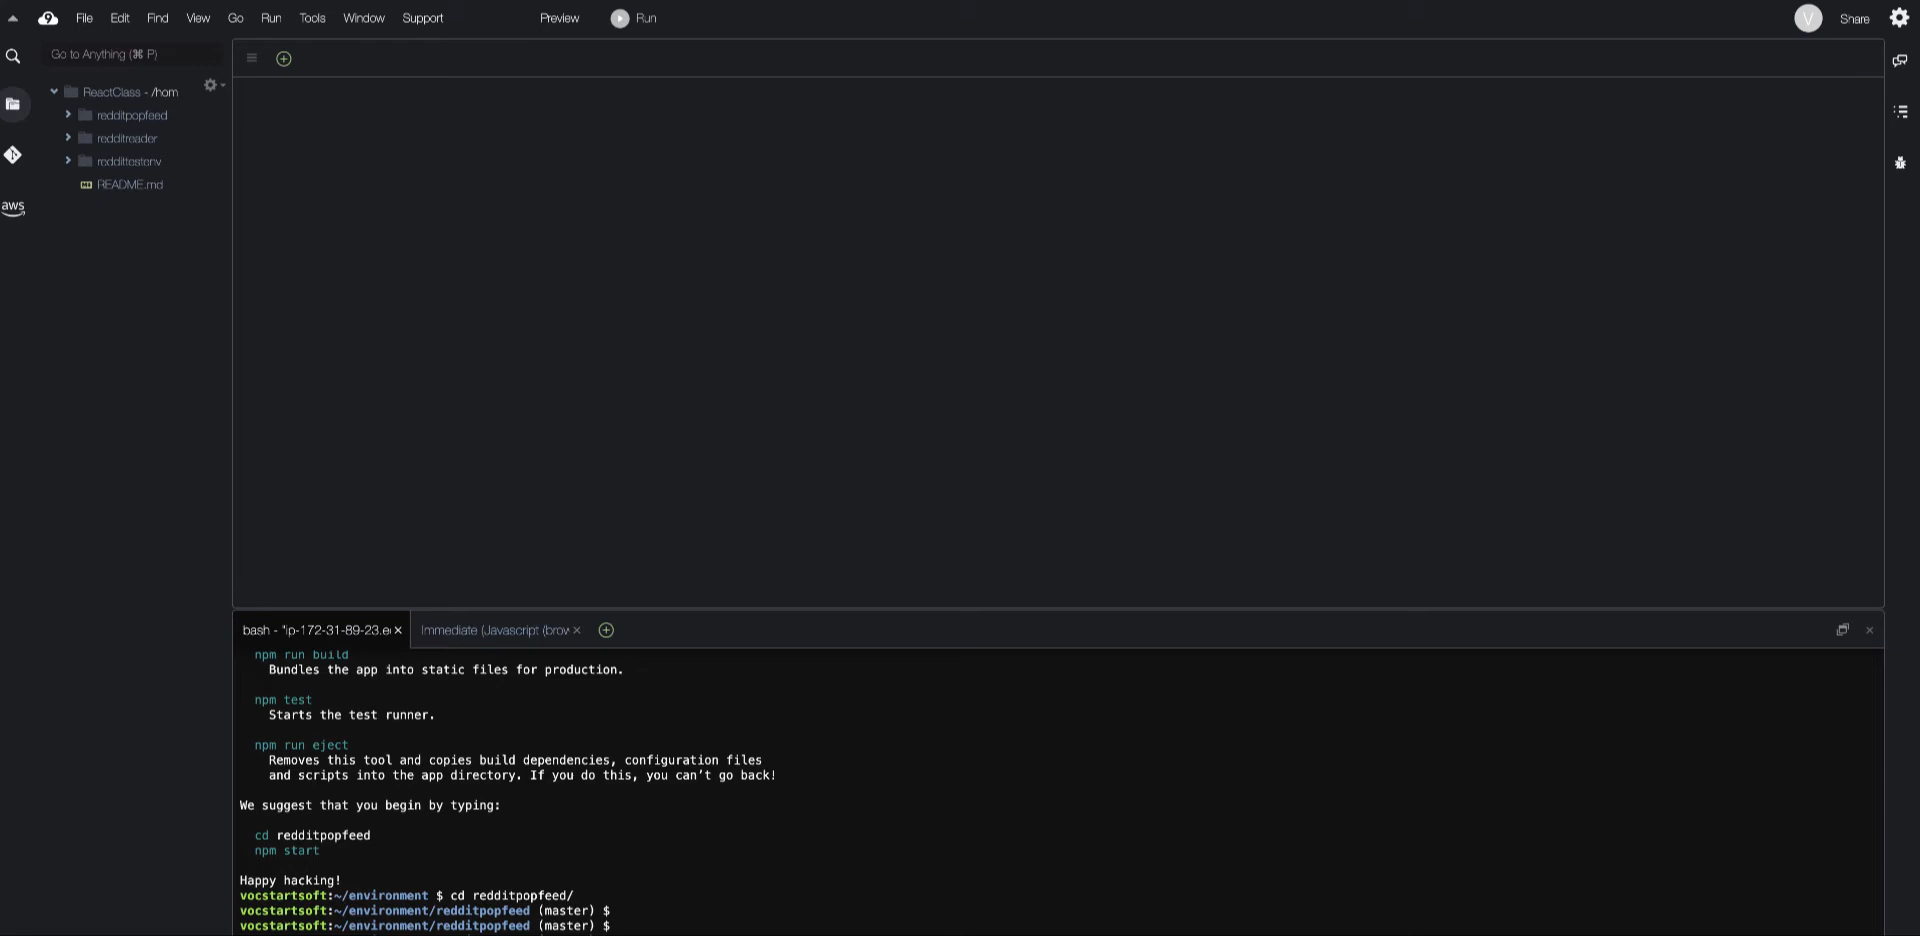 File Edit Find View Go Run Tools Window Support Preview Run V Share
Go to Anything (⌘ P)
ReactClass - /hom
redditpopfeed
redditreader
reddittestenv
README.md
aws
bash - "ip-172-31-89-23.e Immediate (Javascript (brow
npm run build
Bundles the app into static files for production.
npm test
Starts the test runner.
npm run eject
Removes this tool and copies build dependencies, configuration files
and scripts into the app directory. If you do this, you can’t go back!
We suggest that you begin by typing:
cd redditpopfeed
npm start
Happy hacking!
vocstartsoft:~/environment $ cd redditpopfeed/
vocstartsoft:~/environment/redditpopfeed (master) $
vocstartsoft:~/environment/redditpopfeed (master) $